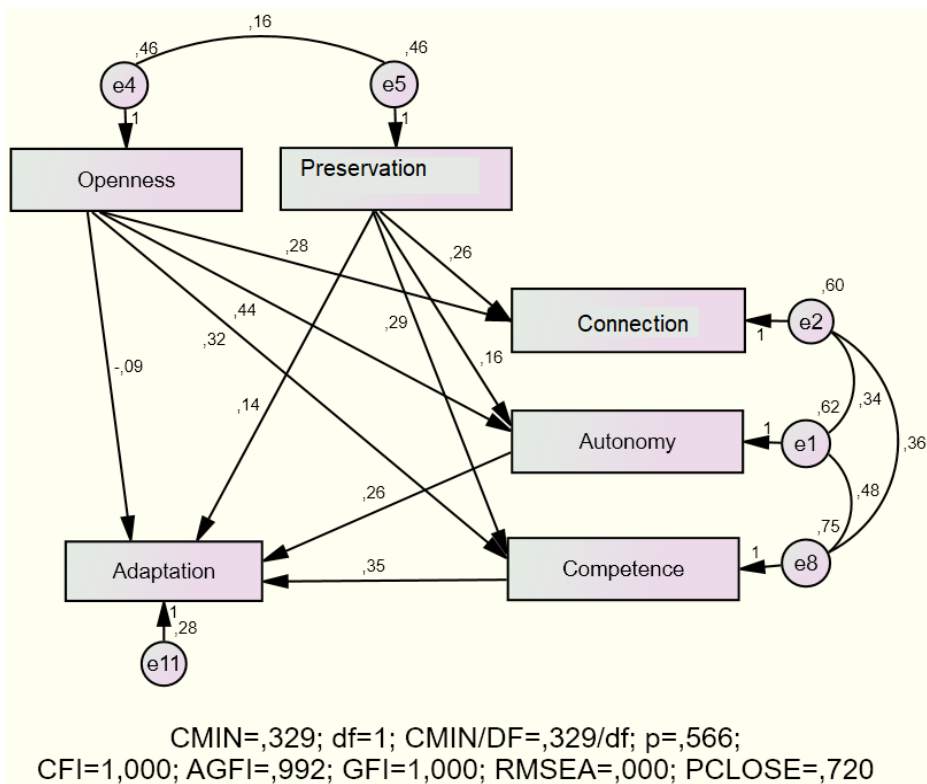 ,16
,46
,46
e4
e5
1
1
Openness
Preservation
,28
,26
,60
,44
,29
Connection
e2
,32
1
,16
-,09
,62
,34
,14
1
,36
Autonomy
e1
,26
,48
,75
,35
1
Adaptation
Competence
e8
1
,28
e11
CMIN=,329; df=1; CMIN/DF=,329/df; p=,566;
CFI=1,000; AGFI=,992; GFI=1,000; RMSEA=,000; PCLOSE=,720